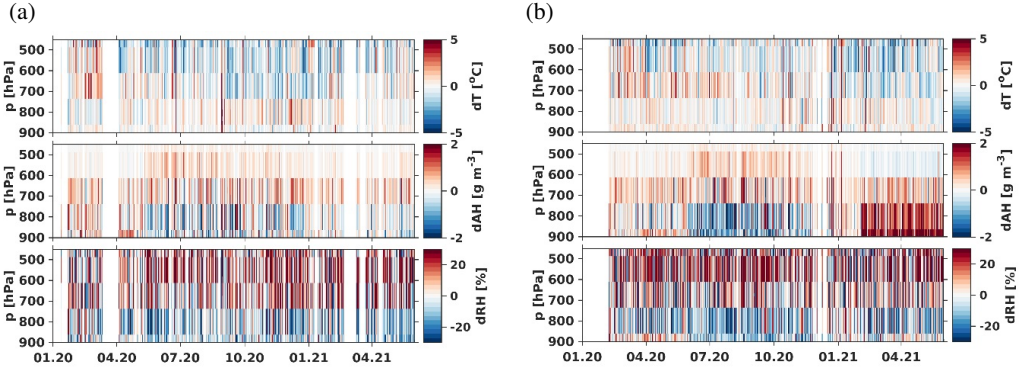 (a) (b)
500 600 700 800 900 p [hPa] 5 0 -5 dT [°C] 500 600 700 800 900 p [hPa] 5 0 -5 dT [°C]
500 600 700 800 900 p [hPa] 2 0 -2 dAH [g m-3] 500 600 700 800 900 p [hPa] 2 0 -2 dAH [g m-3]
500 600 700 800 900 p [hPa] 20 0 -20 dRH [%] 500 600 700 800 900 p [hPa] 20 0 -20 dRH [%]
01.20 04.20 07.20 10.20 01.21 04.21 01.20 04.20 07.20 10.20 01.21 04.21